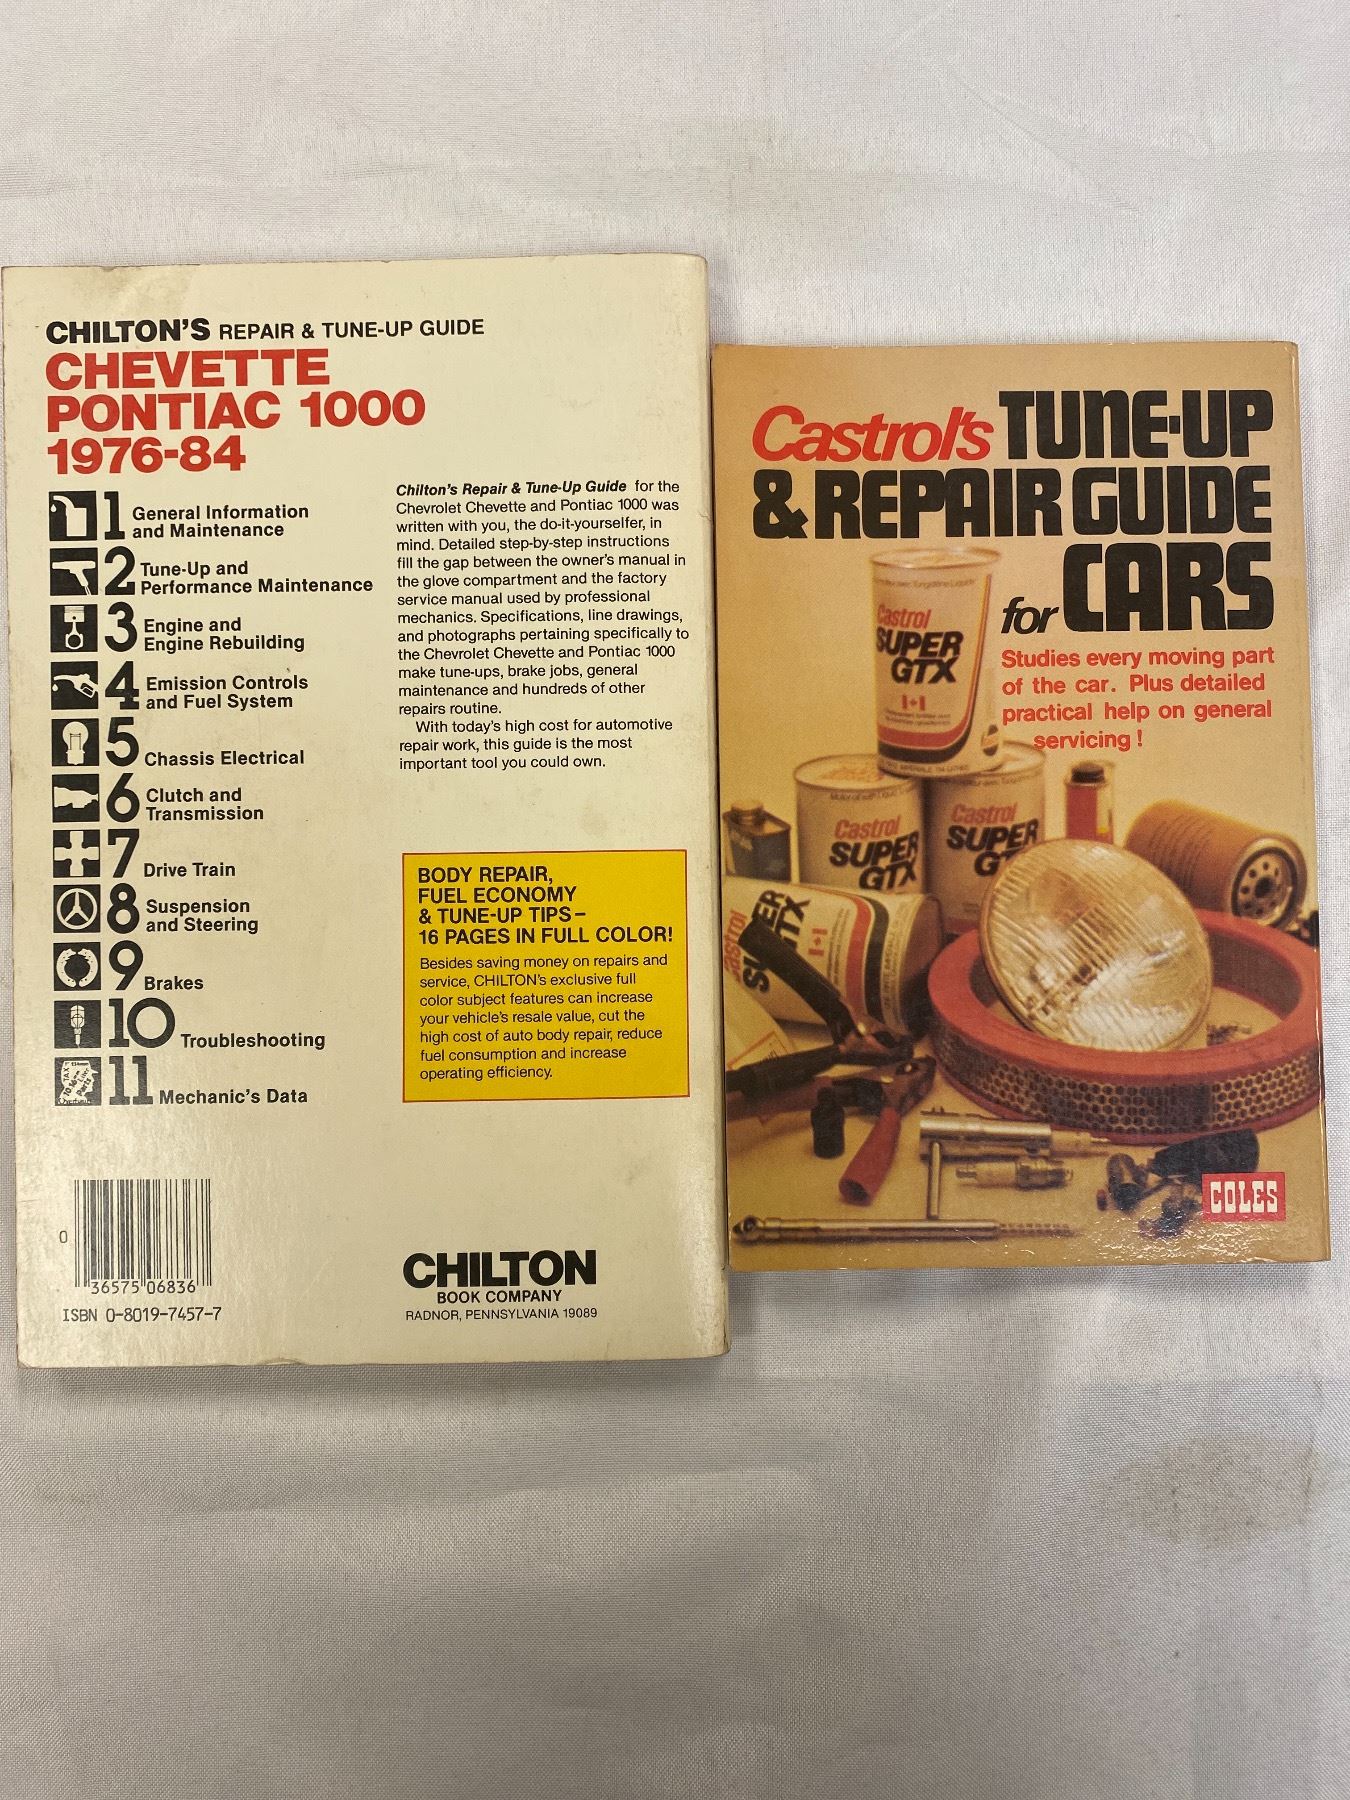 CHILTON'S REPAIR & TUNE-UP GUIDE
CHEVETTE
PONTIAC 1000
1976-84
1 General Information
and Maintenance
2 Tune-Up and
Performance Maintenance
3 Engine and
Engine Rebuilding
4 Emission Controls
and Fuel System
5 Chassis Electrical
6 Clutch and
Transmission
7 Drive Train
8 Suspension
and Steering
9 Brakes
10 Troubleshooting
11 Mechanic's Data
Chilton's Repair & Tune-Up Guide for the
Chevrolet Chevette and Pontiac 1000 was
written with you, the do-it-yourselfer, in
mind. Detailed step-by-step instructions
fill the gap between the owner's manual in
the glove compartment and the factory
service manual used by professional
mechanics. Specifications, line drawings,
and photographs pertaining specifically to
the Chevrolet Chevette and Pontiac 1000
make tune-ups, brake jobs, general
maintenance and hundreds of other
repairs routine.
With today's high cost for automotive
repair work, this guide is the most
important tool you could own.
BODY REPAIR,
FUEL ECONOMY
& TUNE-UP TIPS–
16 PAGES IN FULL COLOR!
Besides saving money on repairs and
service, CHILTON's exclusive full
color subject features can increase
your vehicle's resale value, cut the
high cost of auto body repair, reduce
fuel consumption and increase
operating efficiency.
0 36575 06836
ISBN 0-8019-7457-7
CHILTON
BOOK COMPANY
RADNOR, PENNSYLVANIA 19089
Castrol's TUNE-UP
& REPAIR GUIDE
for CARS
Studies every moving part
of the car. Plus detailed
practical help on general
servicing !
Castrol
SUPER
GTX
Castrol
SUPER
GTX
Castrol
SUPER
GT
Castrol
SUPER
GTX
COLES